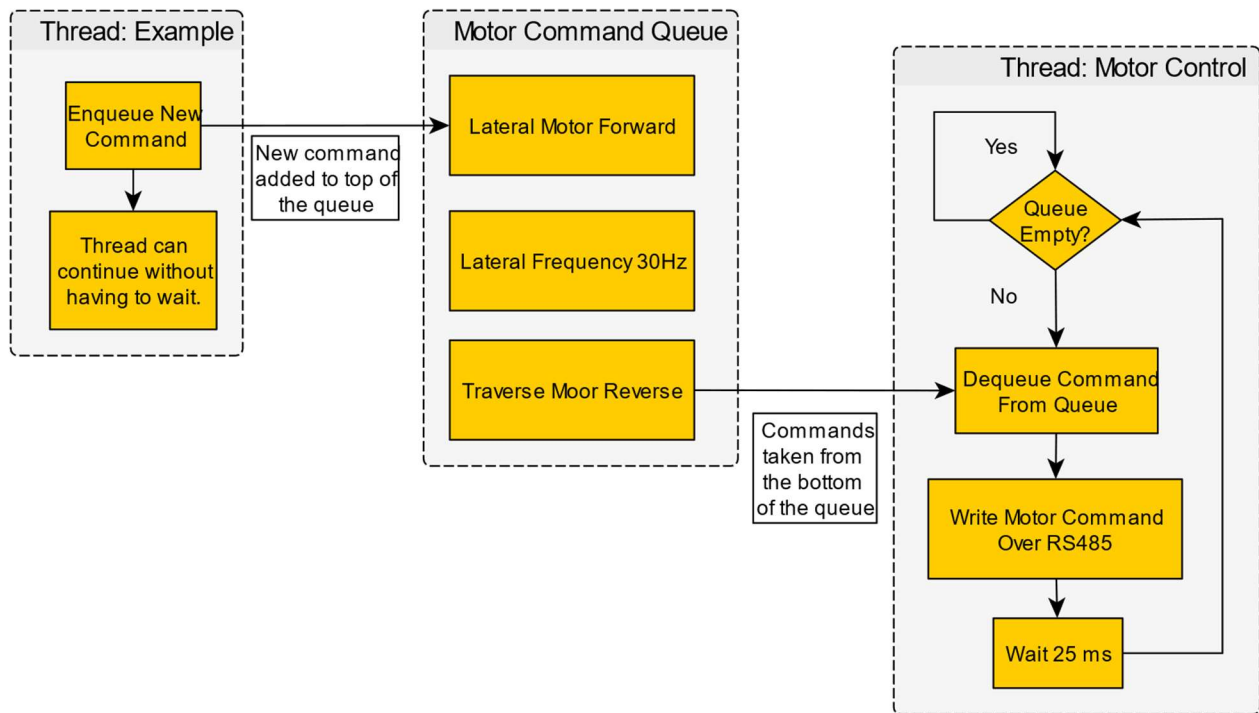 Thread: Example
Enqueue New
Command
Thread can
continue without
having to wait.
New command
added to top of
the queue
Motor Command Queue
Lateral Motor Forward
Lateral Frequency 30Hz
Traverse Moor Reverse
Commands
taken from
the bottom
of the queue
Thread: Motor Control
Yes
Queue
Empty?
No
Dequeue Command
From Queue
Write Motor Command
Over RS485
Wait 25 ms